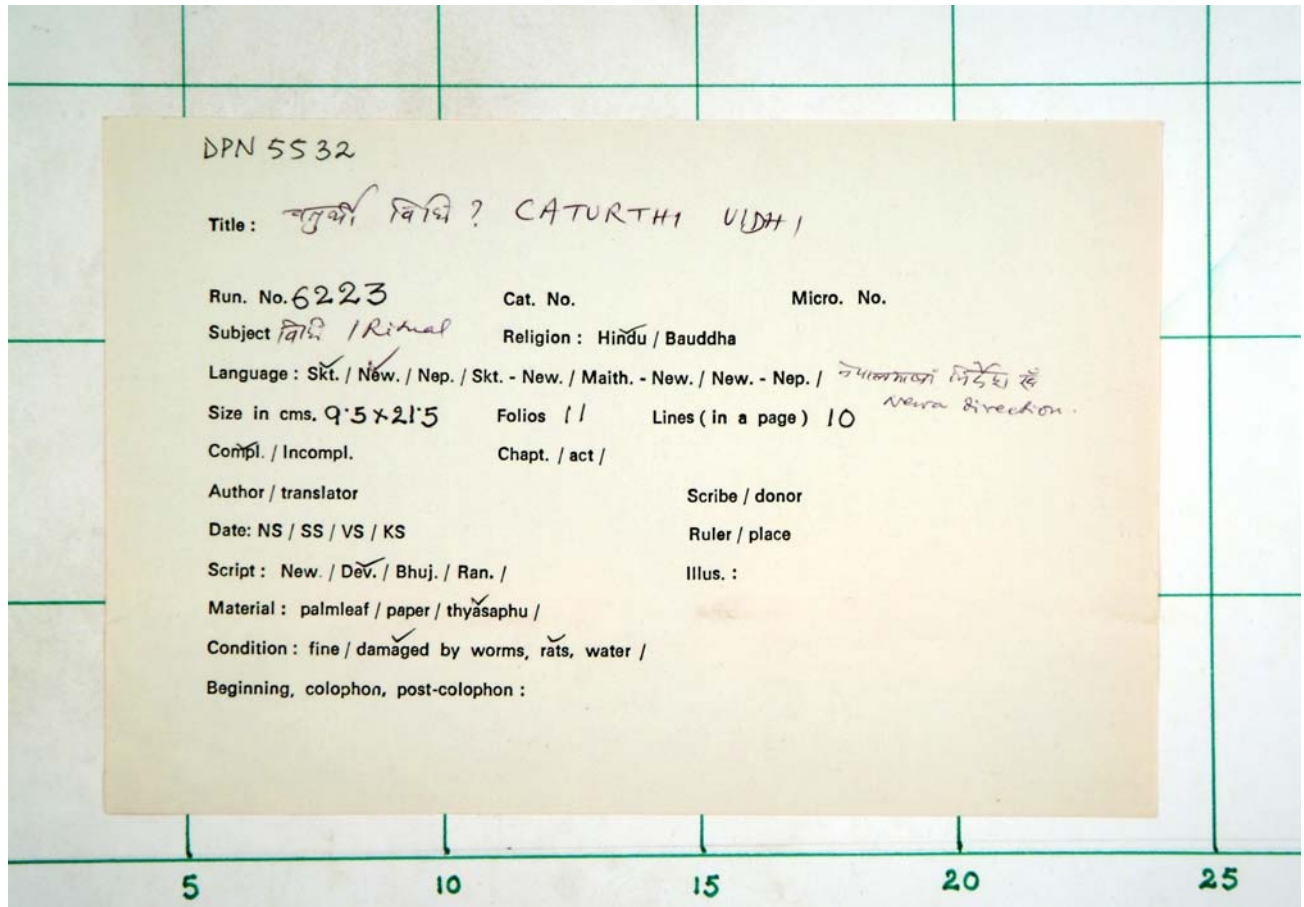 DPN 5532
Title : चतुर्थी विधि ? CATURTHI VIDHI
Run. No. 6223 Cat. No. Micro. No.
Subject विधि / Ritual Religion : Hindu / Bauddha
Language : Skt. / New. / Nep. / Skt. - New. / Maith. - New. / New. - Nep. / नेपालभाषां निर्देश
Newa direction.
Size in cms. 9.5 × 21.5 Folios 11 Lines ( in a page ) 10
Compl. / Incompl. Chapt. / act /
Author / translator Scribe / donor
Date: NS / SS / VS / KS Ruler / place
Script : New. / Dev. / Bhuj. / Ran. / Illus. :
Material : palmleaf / paper / thyasaphu /
Condition : fine / damaged by worms, rats, water /
Beginning, colophon, post-colophon :
5 10 15 20 25